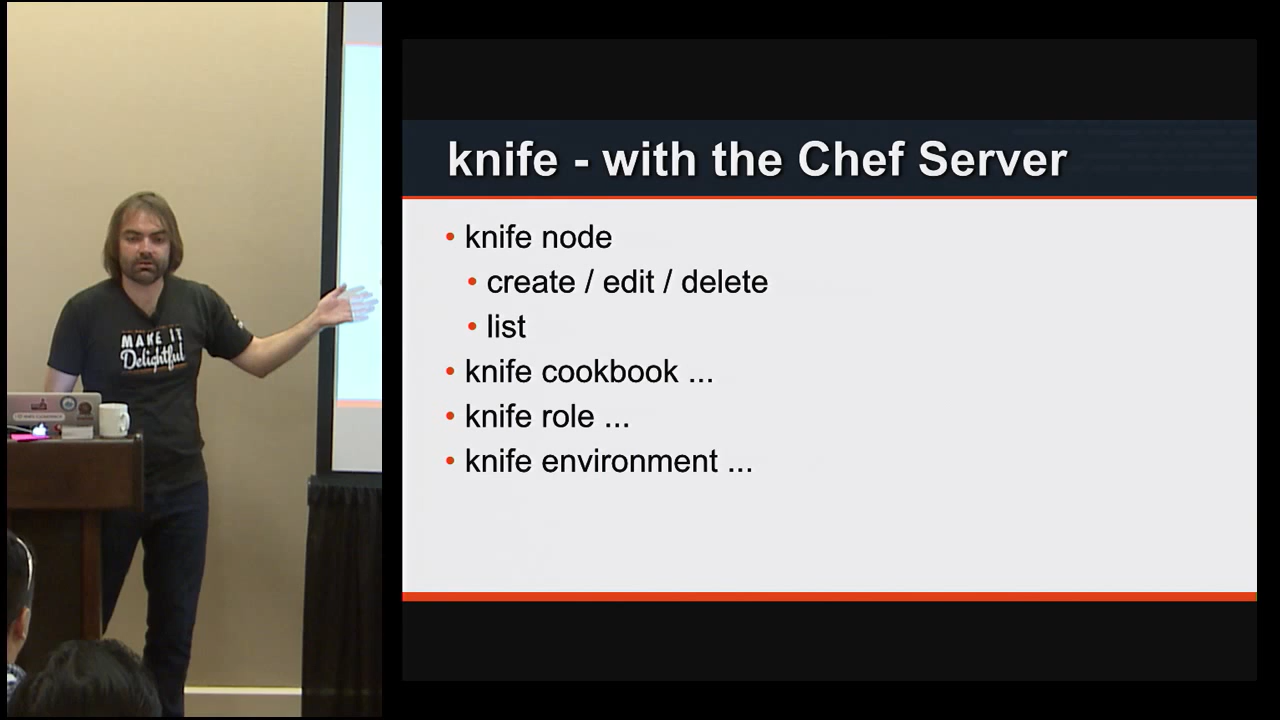 knife - with the Chef Server
• knife node
• create / edit / delete
• list
• knife cookbook ...
• knife role ...
• knife environment ...
MAKE IT
Delightful